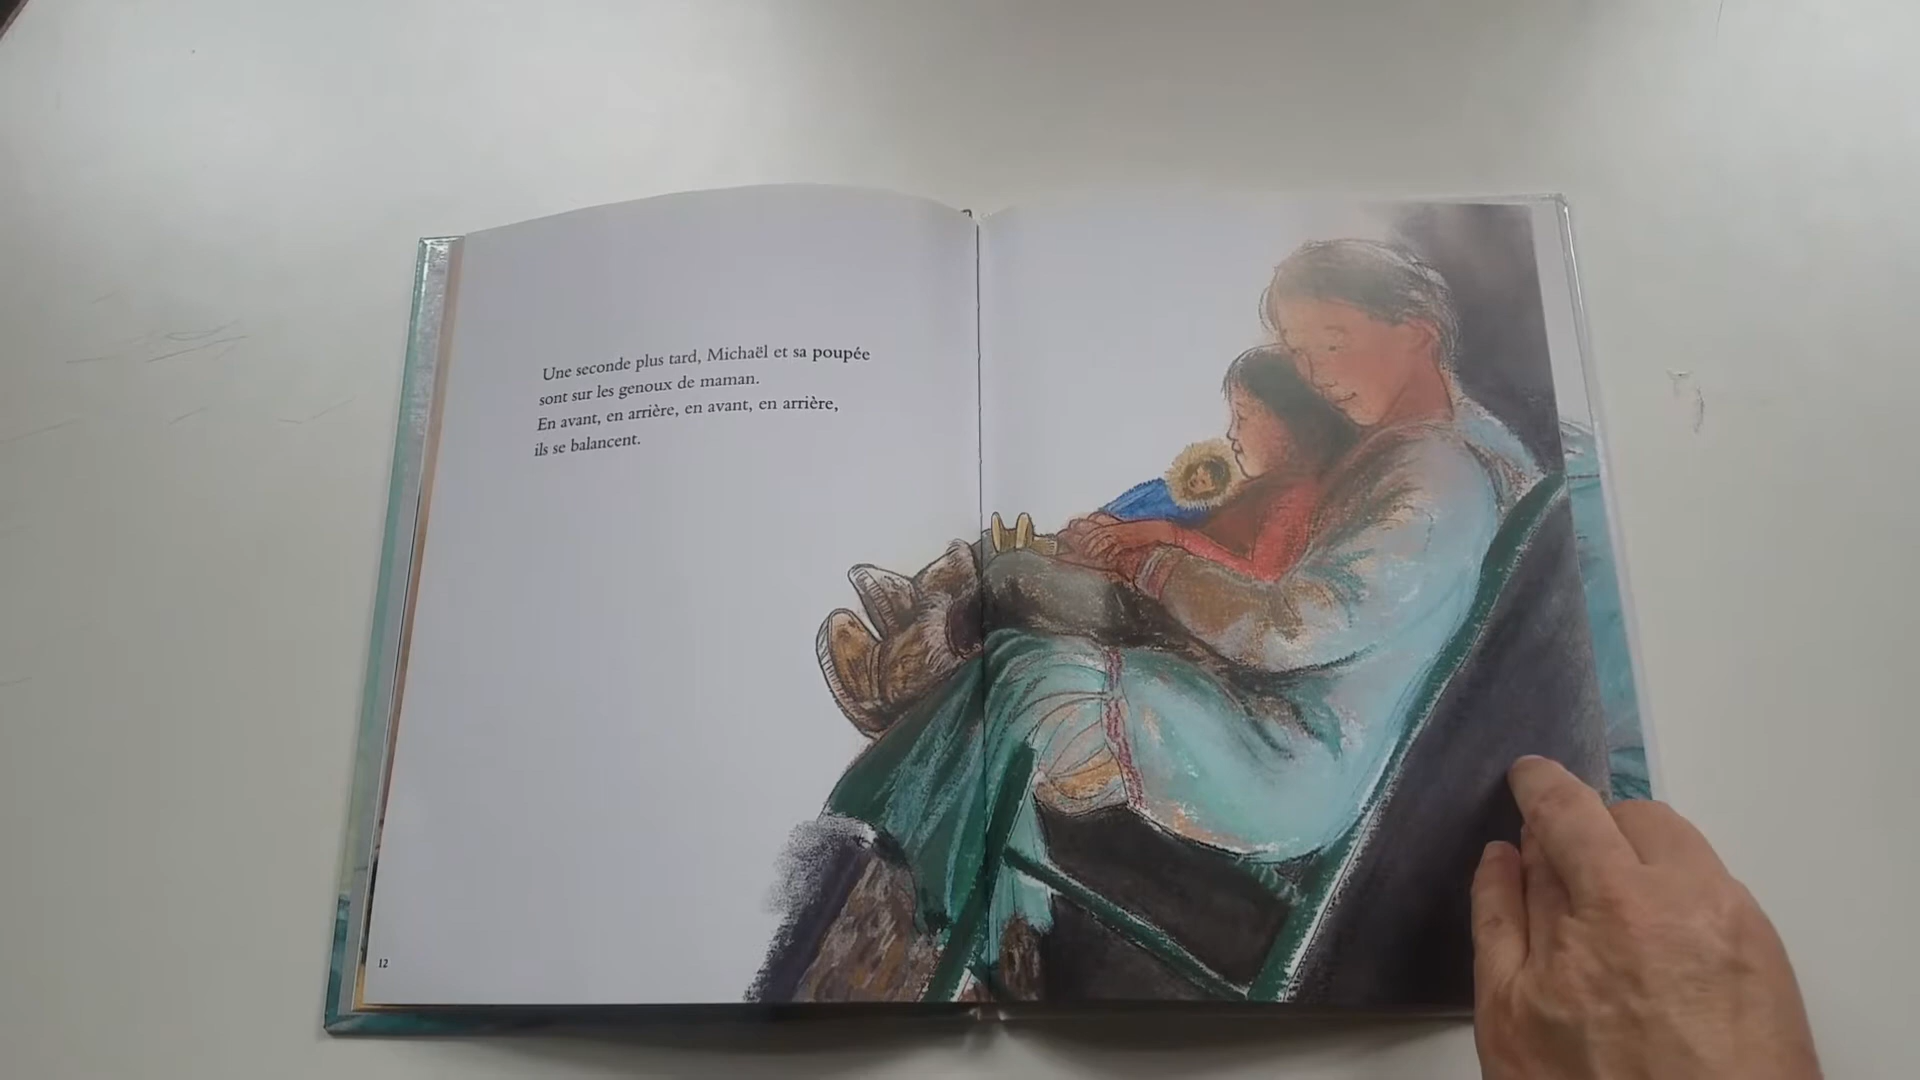 Une seconde plus tard, Michaël et sa poupée
sont sur les genoux de maman.
En avant, en arrière, en avant, en arrière,
ils se balancent.
12